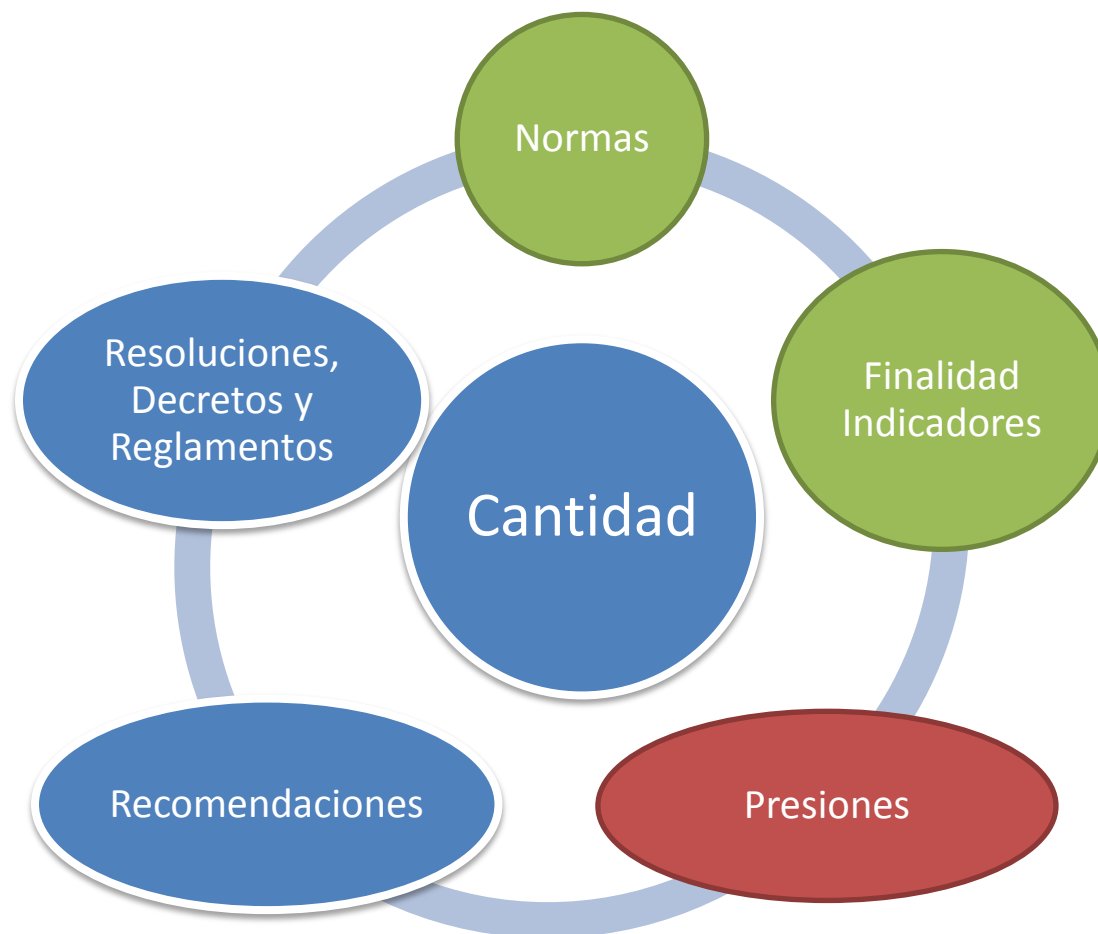 Normas
Finalidad
Indicadores
Presiones
Recomendaciones
Resoluciones,
Decretos y
Reglamentos
Cantidad